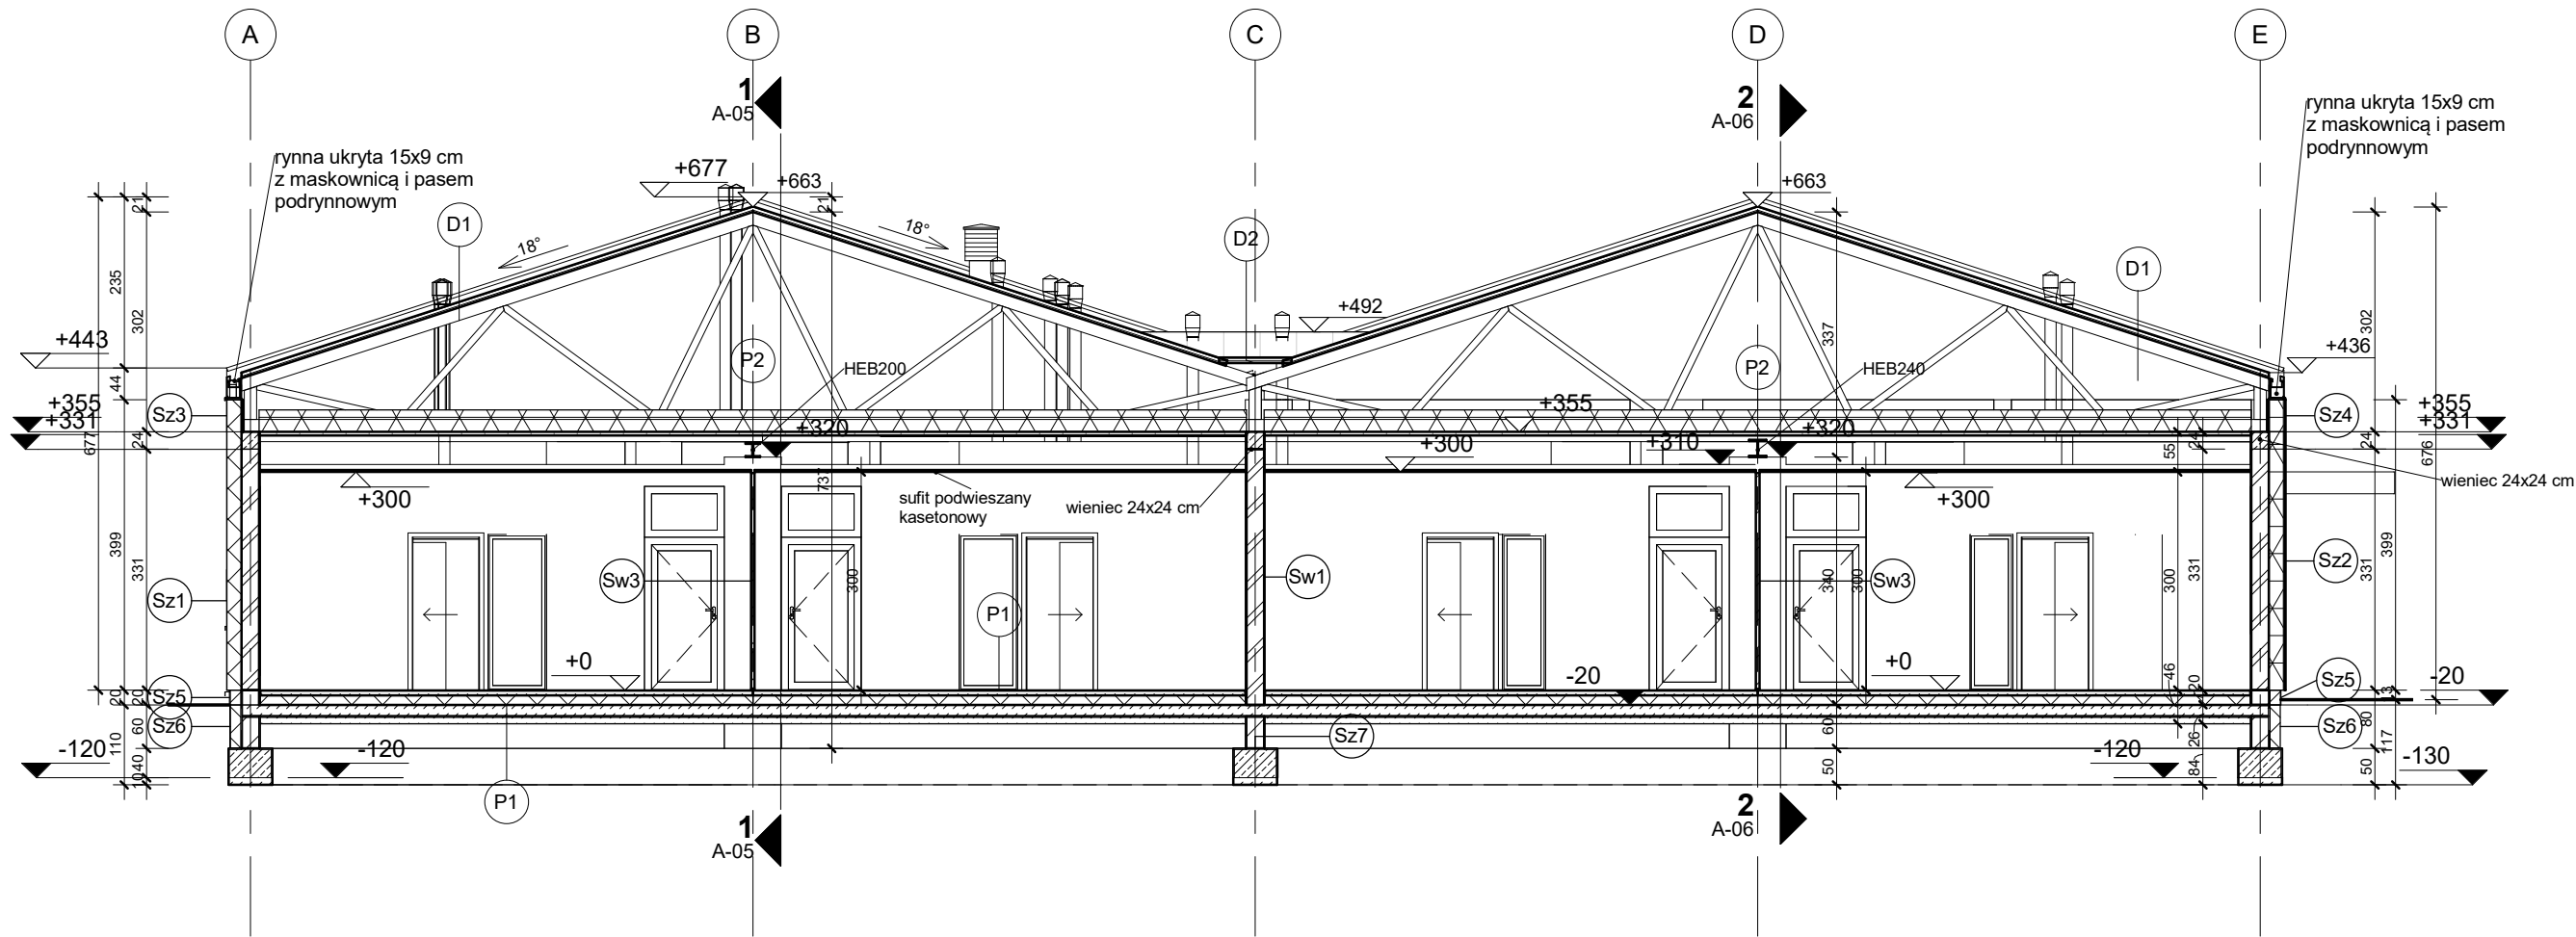 A
B
C
D
E
1
A-05
2
A-06
rynna ukryta 15x9 cm
z maskownicą i pasem
podrynnowym
rynna ukryta 15x9 cm
z maskownicą i pasem
podrynnowym
+677
+663
+663
21
21
D1
18°
18°
D2
D1
235
302
+492
337
302
+443
+436
P2
HEB200
P2
HEB240
44
+355
+331
Sz3
24
677
+320
+355
+300
+310
+320
55
24
Sz4
24
+355
+331
676
+300
737
sufit podwieszany
kasetonowy
wieniec 24x24 cm
+300
wieniec 24x24 cm
399
331
Sz1
Sw3
300
P1
Sw1
340
300
Sw3
300
331
331
399
Sz2
+0
-20
+0
46
20
Sz5
13
-20
20
20
Sz5
Sz6
60
110
Sz7
60
26
Sz6
80
117
-120
-120
40
10
50
84
-120
50
-130
P1
1
A-05
2
A-06